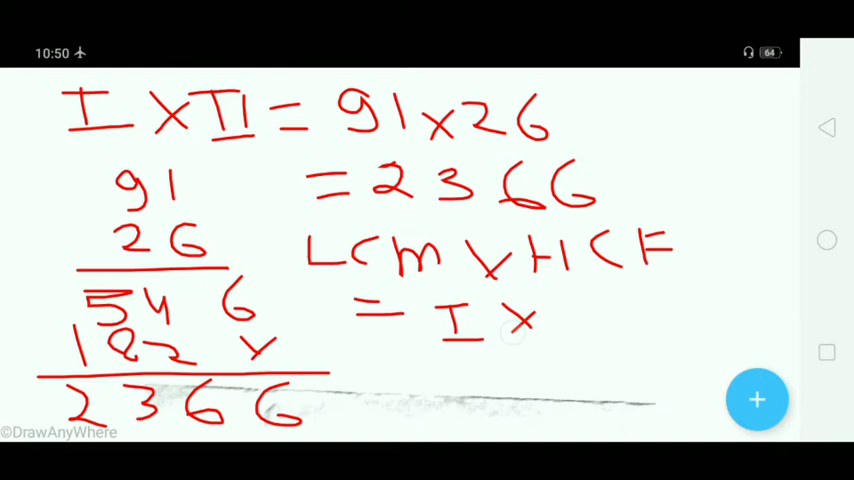 10:50
64
I X II = 91 x 26
91
26
546
182 x
2366
= 2366
LCM x HCF
= I x
©DrawAnyWhere
+